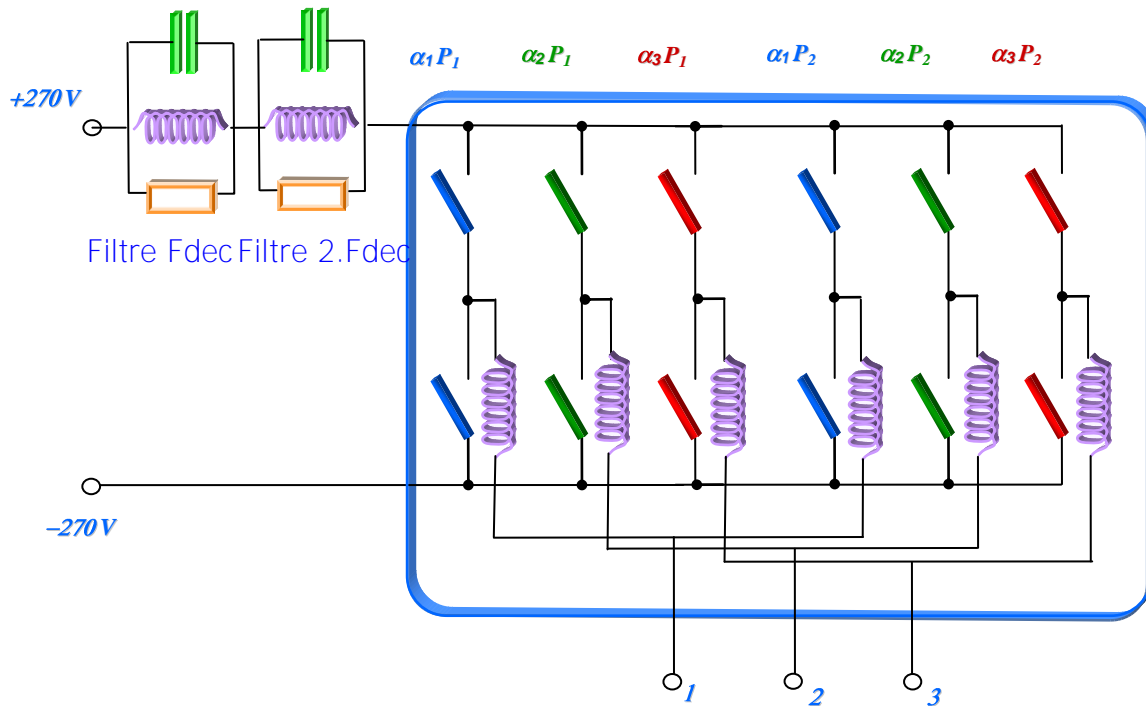 α1P1 α2P1 α3P1 α1P2 α2P2 α3P2
+270V
Filtre Fdec Filtre 2.Fdec
–270V
1 2 3